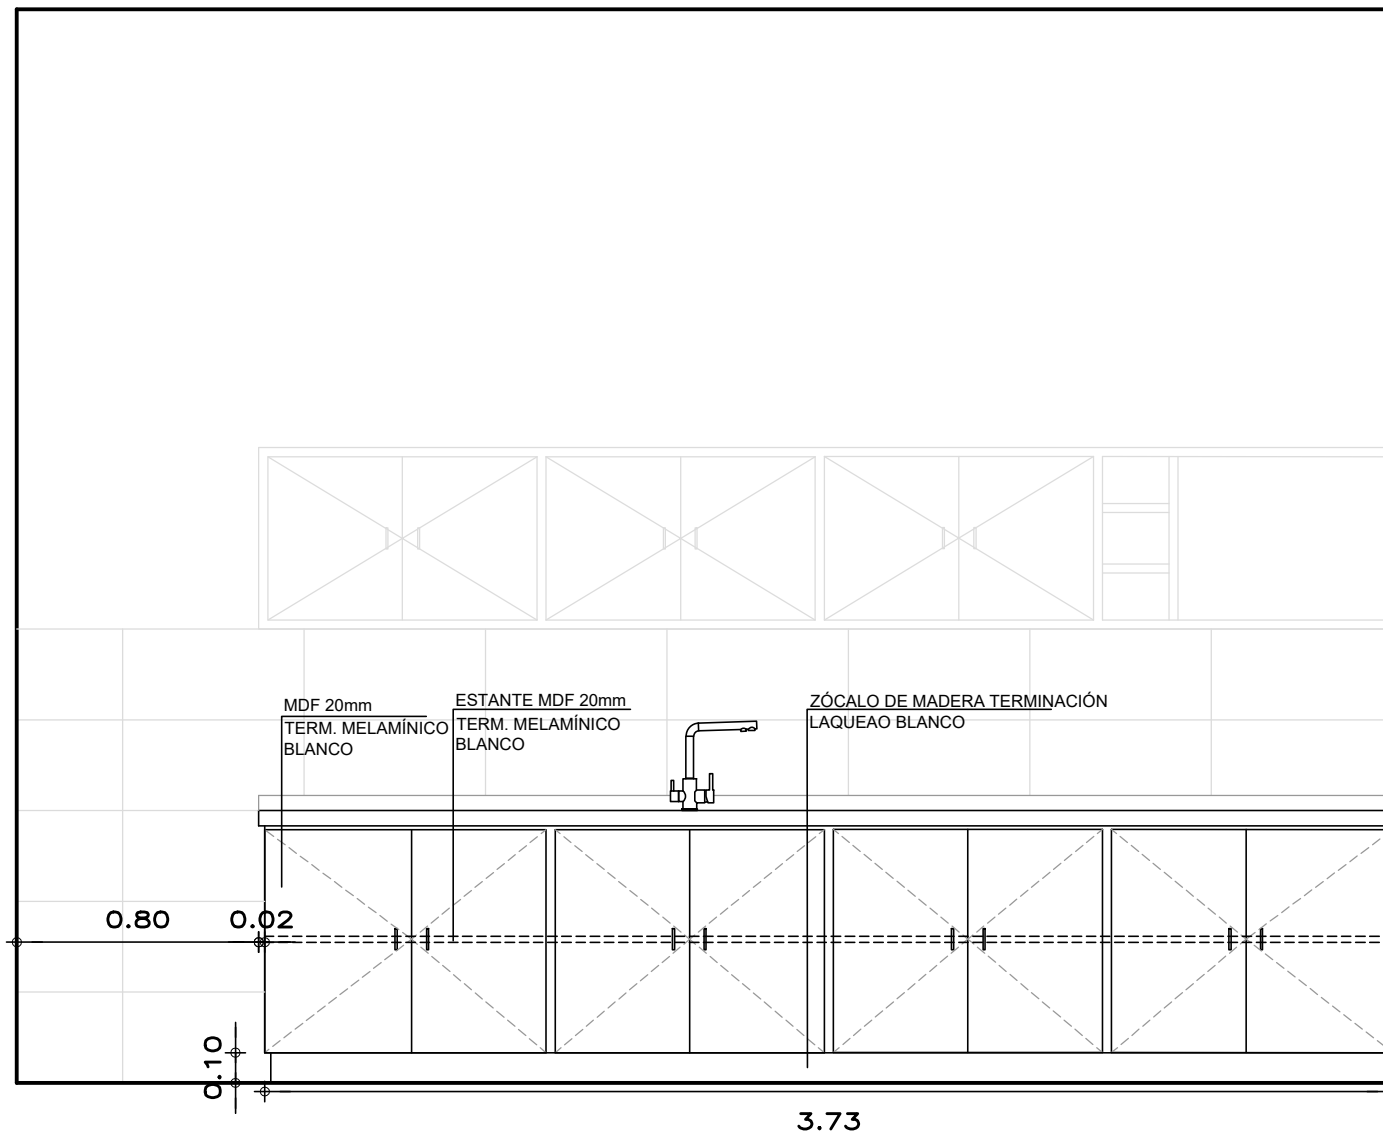 MDF 20mm
TERM. MELAMÍNICO
BLANCO
ESTANTE MDF 20mm
TERM. MELAMÍNICO
BLANCO
ZÓCALO DE MADERA TERMINACIÓN
LAQUEAO BLANCO
0.80
0.02
0.10
3.73